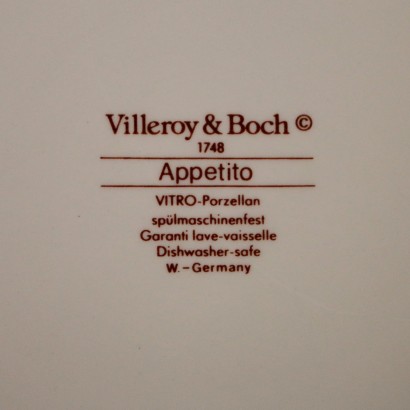 Villeroy & Boch ©
1748
Appetito
VITRO-Porzellan
spülmaschinenfest
Garanti lave-vaisselle
Dishwasher-safe
W.-Germany